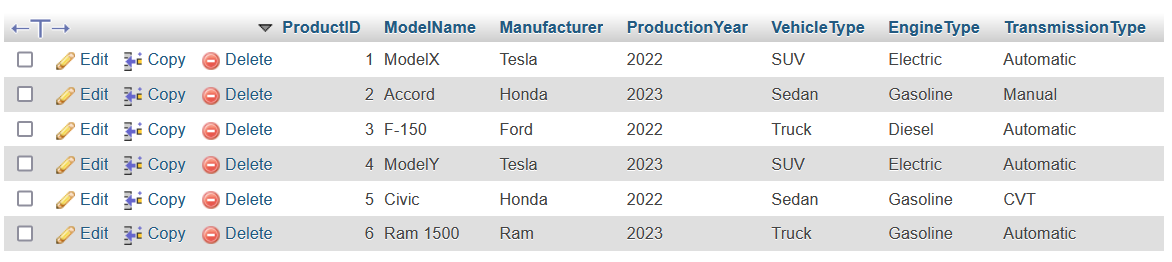 ProductID ModelName Manufacturer ProductionYear VehicleType EngineType TransmissionType
Edit Copy Delete 1 ModelX Tesla 2022 SUV Electric Automatic
Edit Copy Delete 2 Accord Honda 2023 Sedan Gasoline Manual
Edit Copy Delete 3 F-150 Ford 2022 Truck Diesel Automatic
Edit Copy Delete 4 ModelY Tesla 2023 SUV Electric Automatic
Edit Copy Delete 5 Civic Honda 2022 Sedan Gasoline CVT
Edit Copy Delete 6 Ram 1500 Ram 2023 Truck Gasoline Automatic